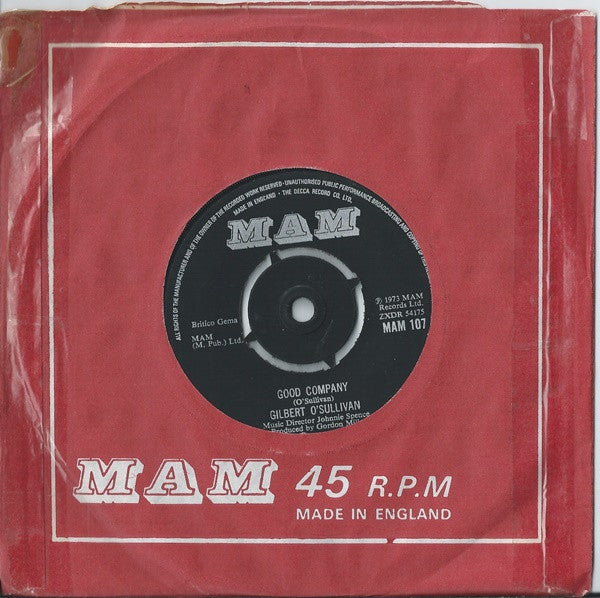 ALL RIGHTS OF THE MANUFACTURER AND OF THE OWNER OF THE RECORDED WORK RESERVED · UNAUTHORISED PUBLIC PERFORMANCE BROADCASTING AND COPYING OF
MADE IN ENGLAND · THE DECCA RECORD CO. LTD.
MAM
Britico Gema
MAM
(M. Pub.) Ltd.
℗ 1973 MAM
Records Ltd.
ZXDR 54175
MAM 107
GOOD COMPANY
(O'Sullivan)
GILBERT O'SULLIVAN
Music Director Johnnie Spence
Produced by Gordon
MAM 45 R.P.M
MADE IN ENGLAND